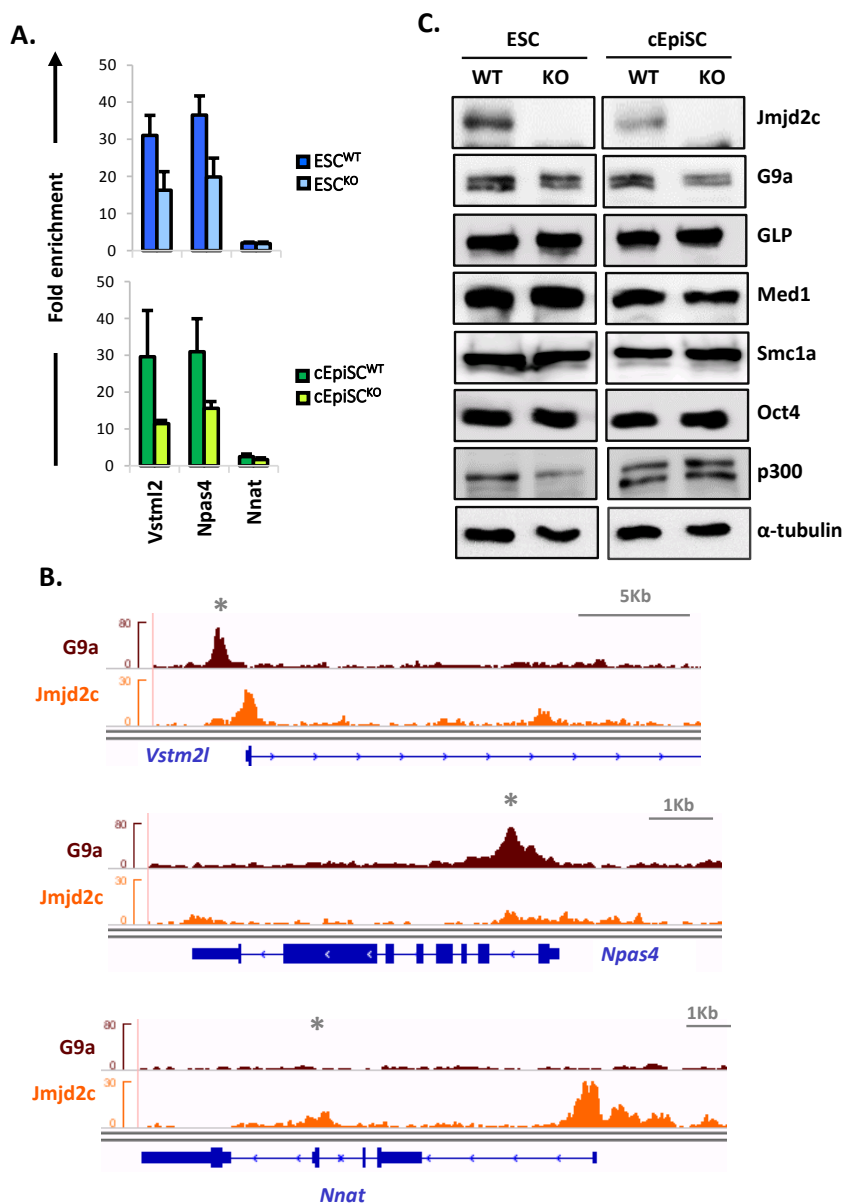 A.
Fold enrichment
50
40
30
20
10
0
ESCWT
ESCKO
50
40
30
20
10
0
cEpiSCWT
cEpiSCKO
Vstml2
Npas4
Nnat
C.
ESC cEpiSC
WT KO WT KO
Jmjd2c
G9a
GLP
Med1
Smc1a
Oct4
p300
α-tubulin
B.
* 5Kb
G9a 80 0
Jmjd2c 30 0
Vstm2l
* 1Kb
G9a 80 0
Jmjd2c 30 0
Npas4
* 1Kb
G9a 80 0
Jmjd2c 30 0
Nnat